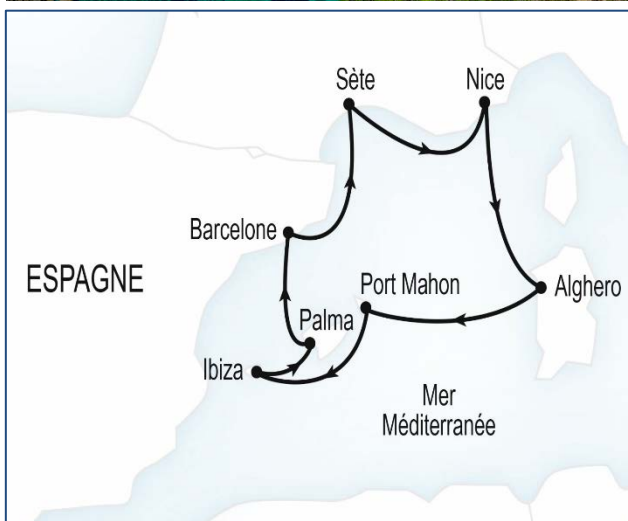 Sète
Nice
Barcelone
ESPAGNE
Port Mahon
Alghero
Palma
Ibiza
Mer
Méditerranée